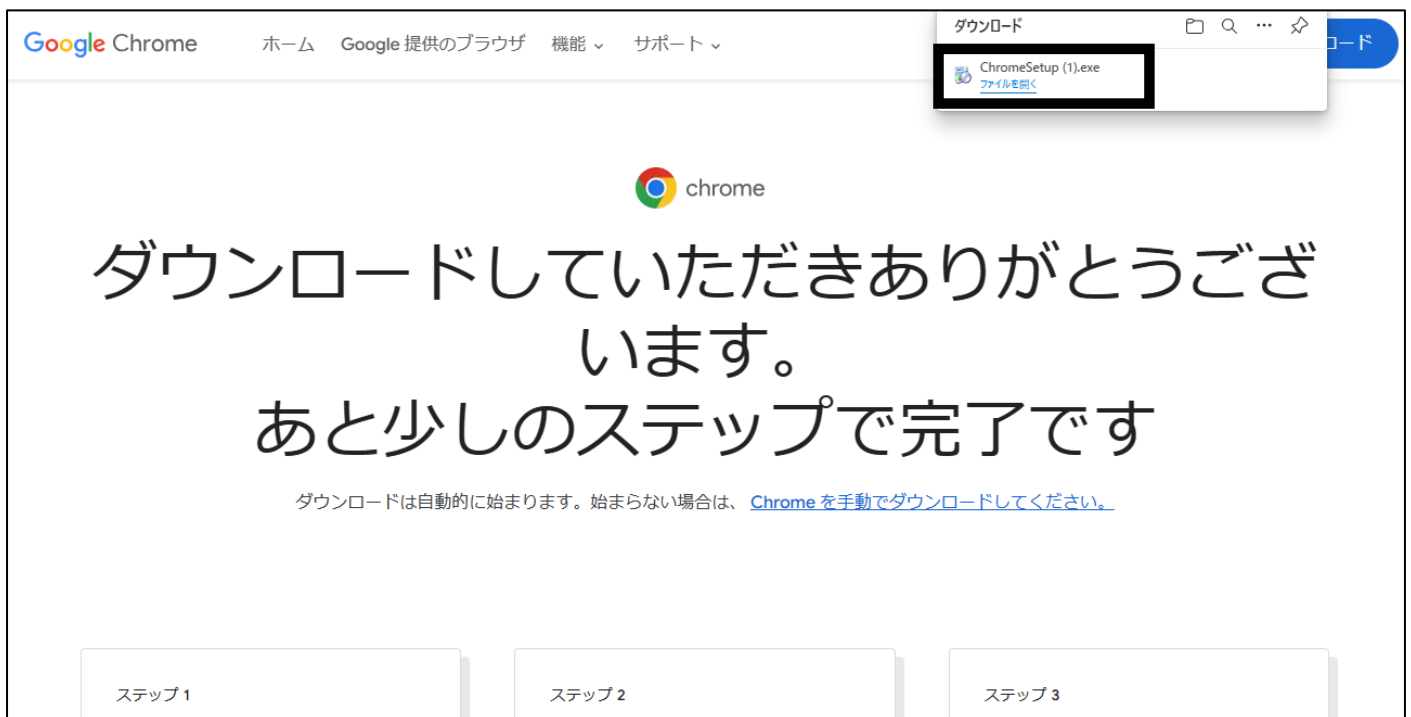 Google Chrome ホーム Google 提供のブラウザ 機能 サポート
ード
ダウンロード
ChromeSetup (1).exe
ファイルを開く
chrome
ダウンロードしていただきありがとうござ
います。
あと少しのステップで完了です
ダウンロードは自動的に始まります。始まらない場合は、 Chrome を手動でダウンロードしてください。
ステップ 1
ステップ 2
ステップ 3